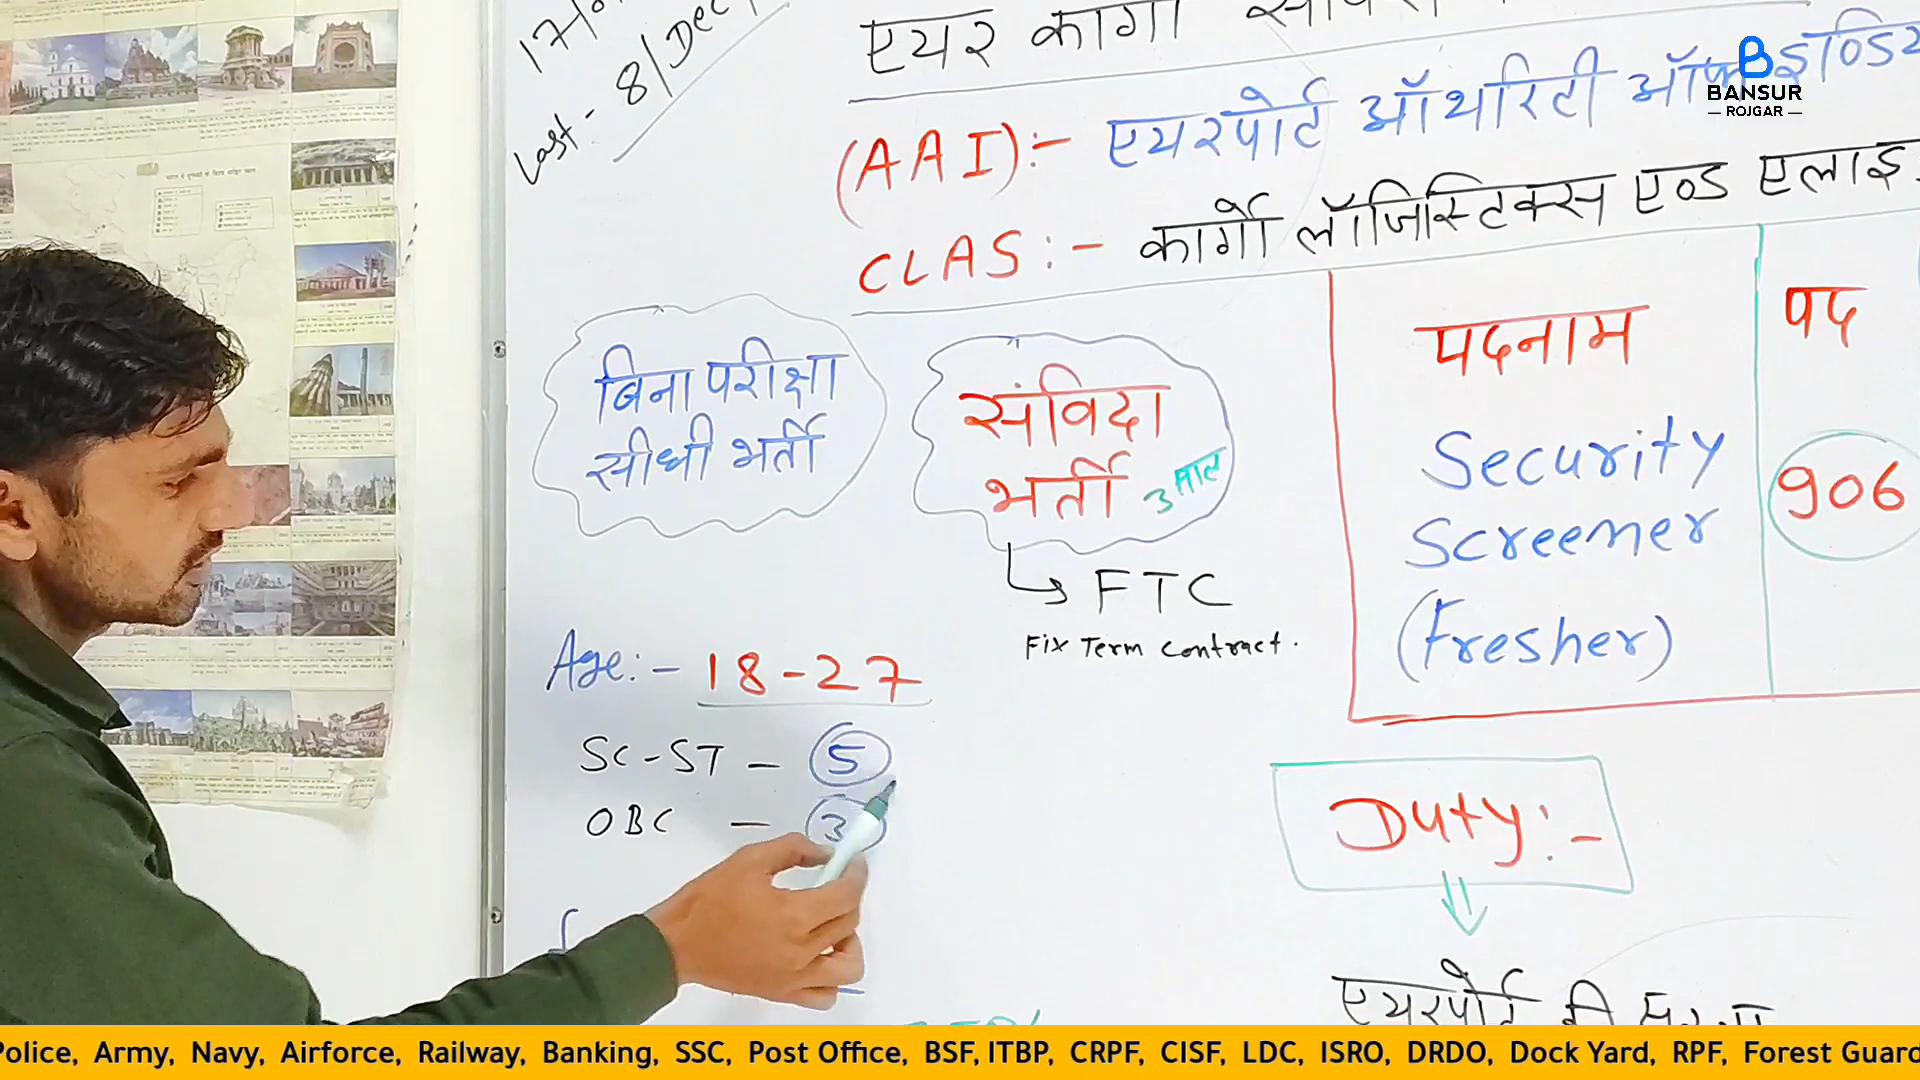 Last:- 8/Dec
एयर कार्गो
(AAI):- एयरपोर्ट ऑथरिटी ऑफ इण्डिय
B
BANSUR
— ROJGAR —
CLAS:- कार्गो लॉजिस्टिक्स एण्ड एलाइ
बिना परीक्षा
सीधी भर्ती
संविदा
भर्ती 3 साल
FTC
Fix Term Contract.
पदनाम
पद
Security
Screener
(Fresher)
906
Age:- 18-27
SC-ST - 5
OBC - 3
Duty:-
एयरपोर्ट की
Police, Army, Navy, Airforce, Railway, Banking, SSC, Post Office, BSF, ITBP, CRPF, CISF, LDC, ISRO, DRDO, Dock Yard, RPF, Forest Guard